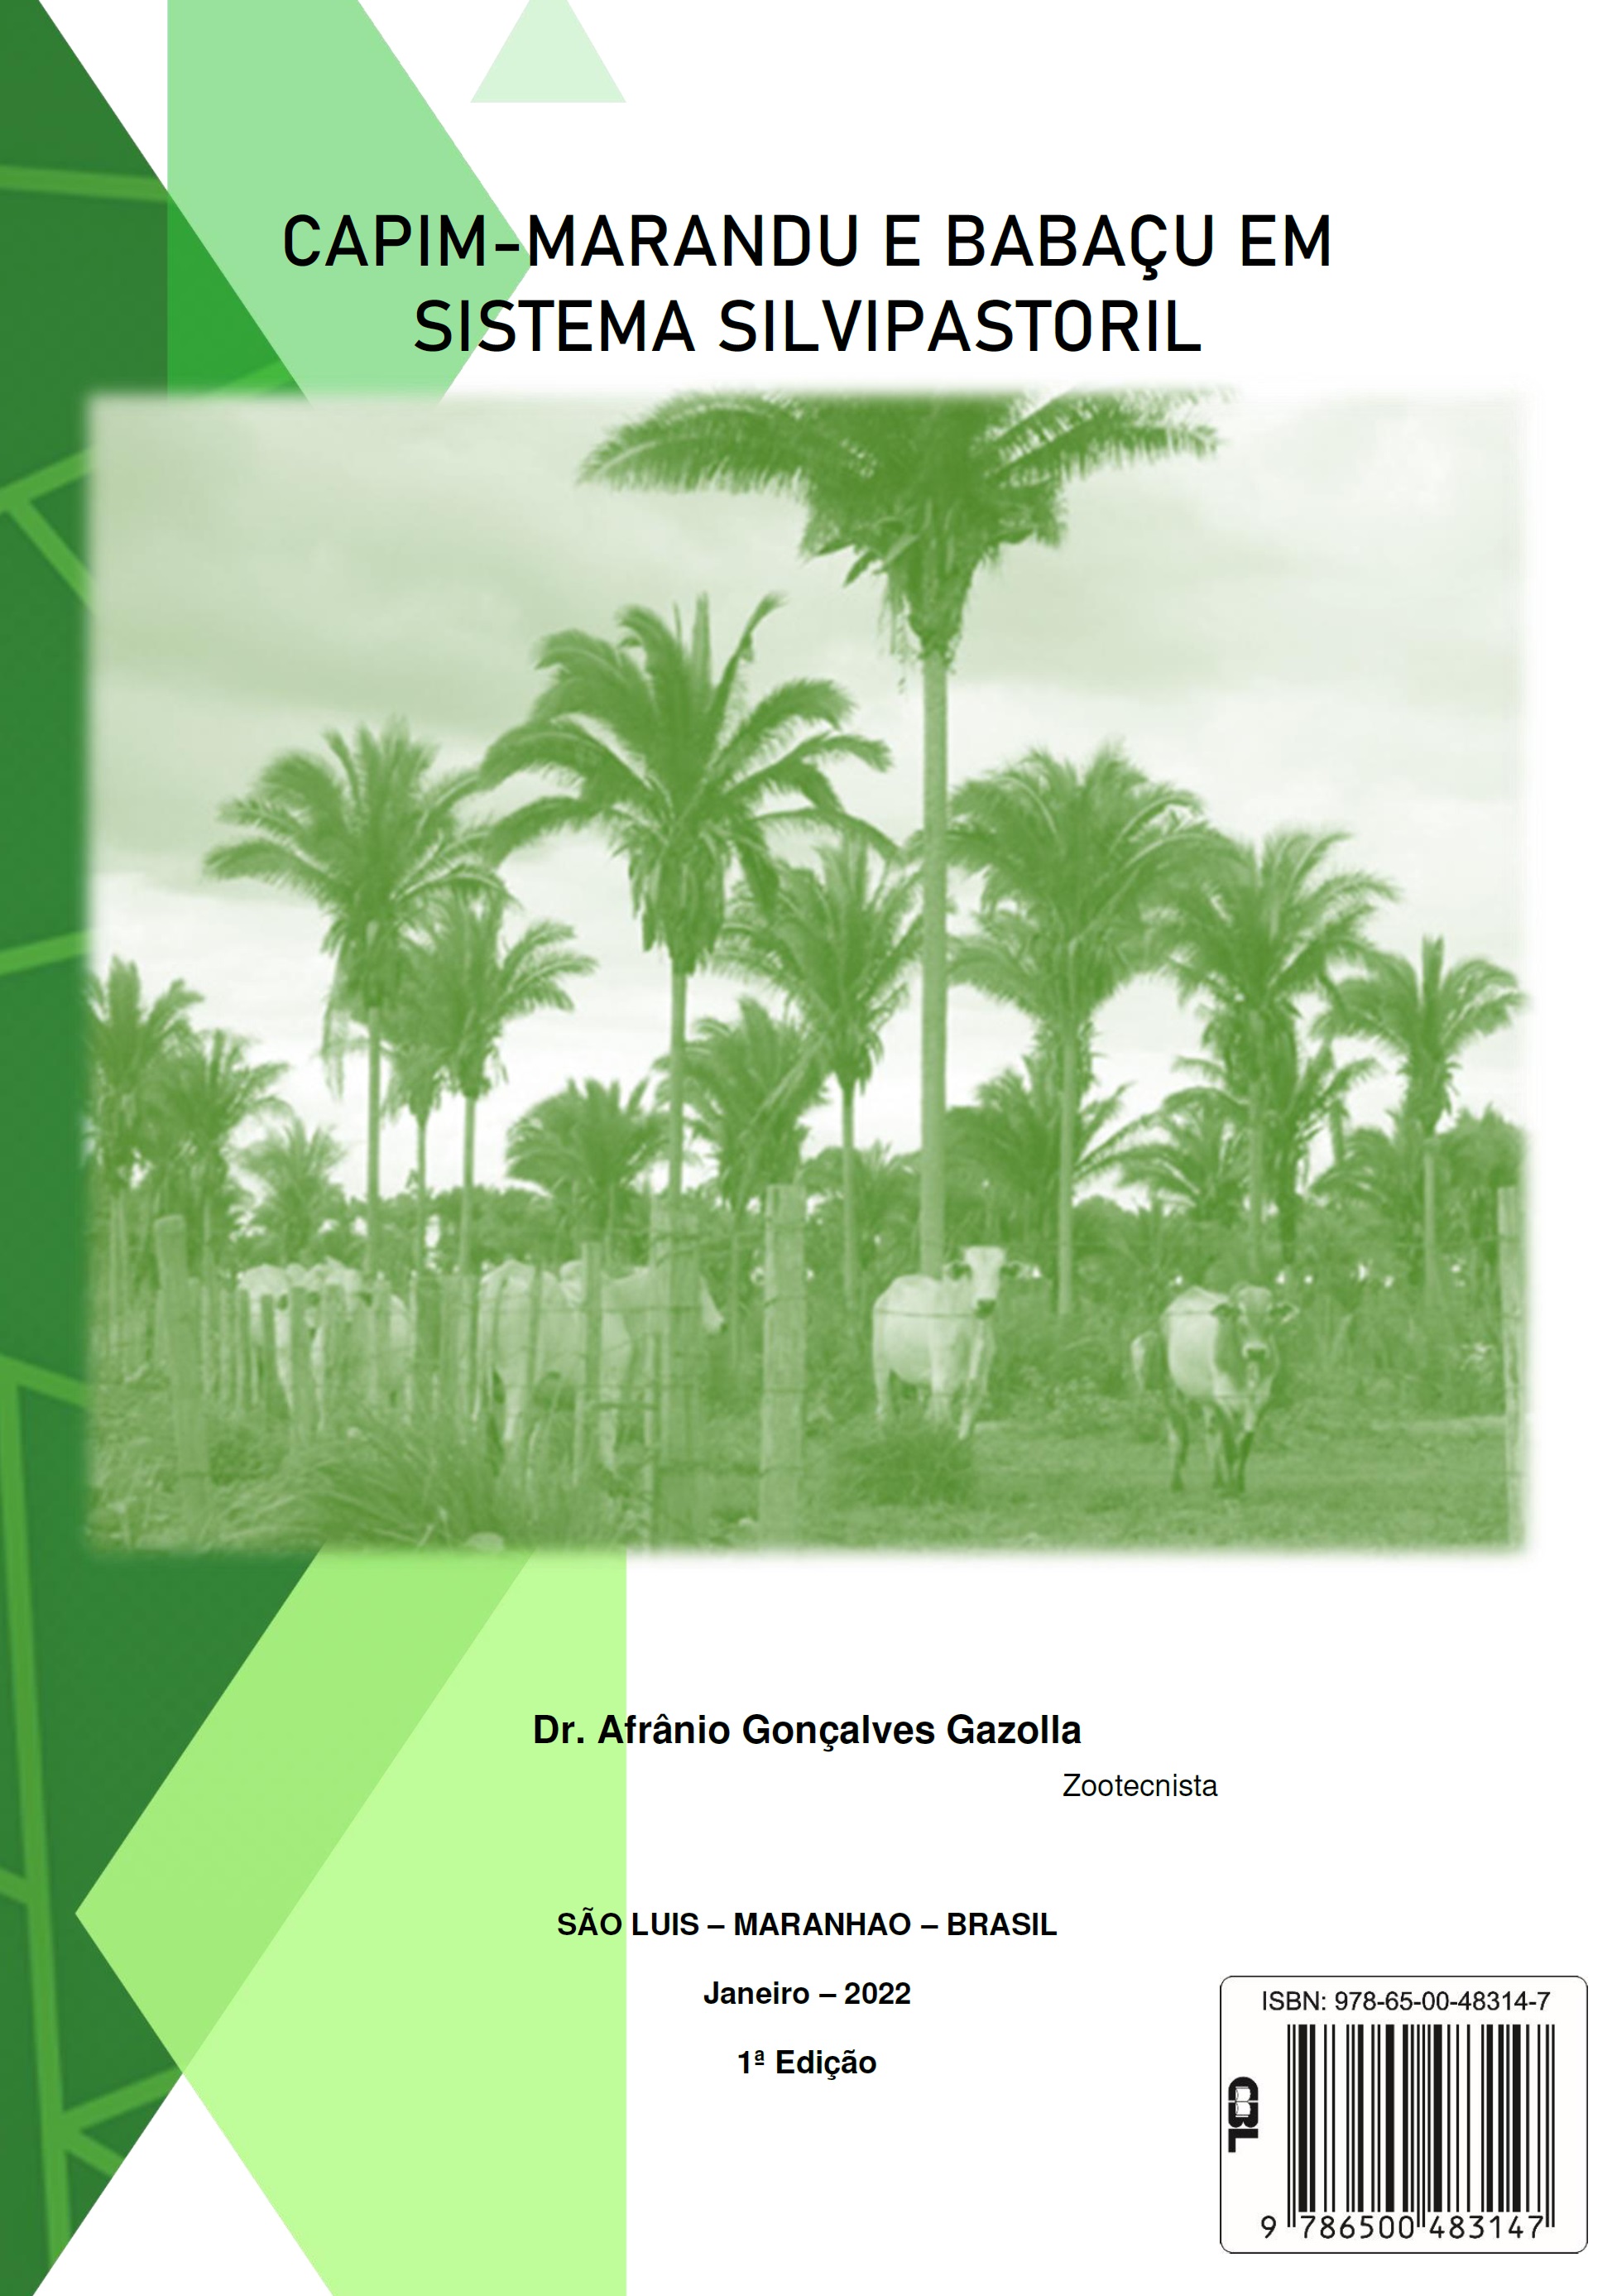 CAPIM-MARANDU E BABAÇU EM
SISTEMA SILVIPASTORIL
Dr. Afrânio Gonçalves Gazolla
Zootecnista
SÃO LUIS – MARANHAO – BRASIL
Janeiro – 2022
1ª Edição
ISBN: 978-65-00-48314-7
CBL
9 786500 483147